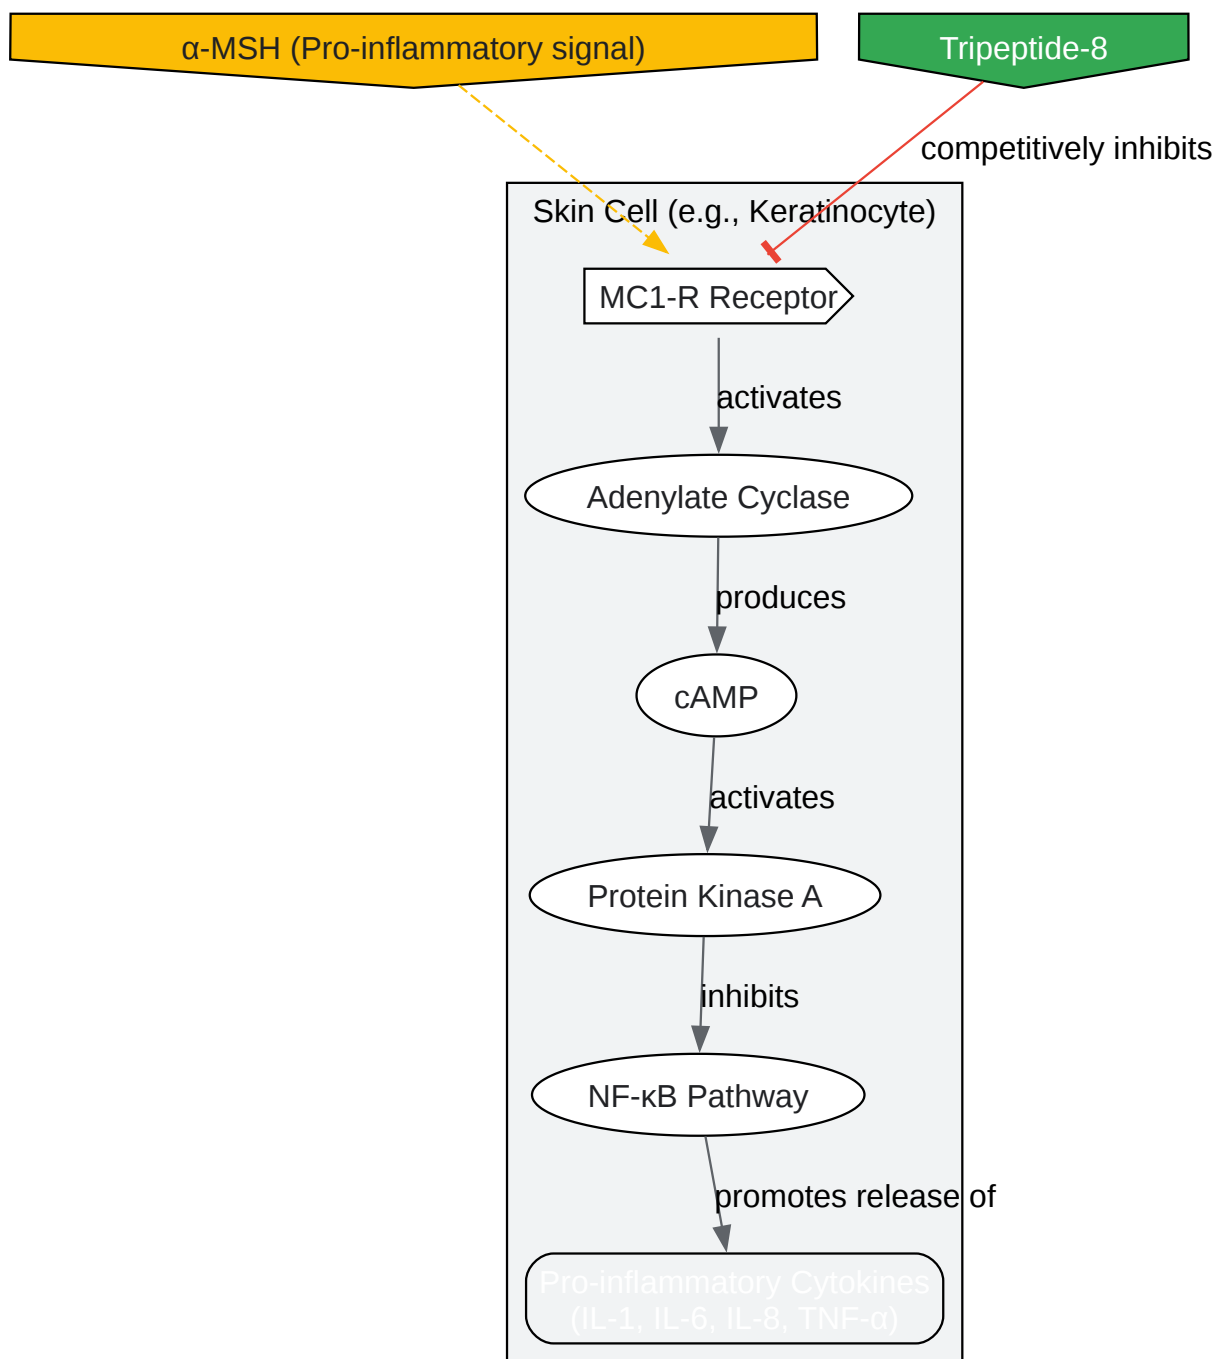 α-MSH (Pro-inflammatory signal)
Tripeptide-8
competitively inhibits
Skin Cell (e.g., Keratinocyte)
MC1-R Receptor
activates
Adenylate Cyclase
produces
cAMP
activates
Protein Kinase A
inhibits
NF-κB Pathway
promotes release of
Pro-inflammatory Cytokines
(IL-1, IL-6, IL-8, TNF-α)